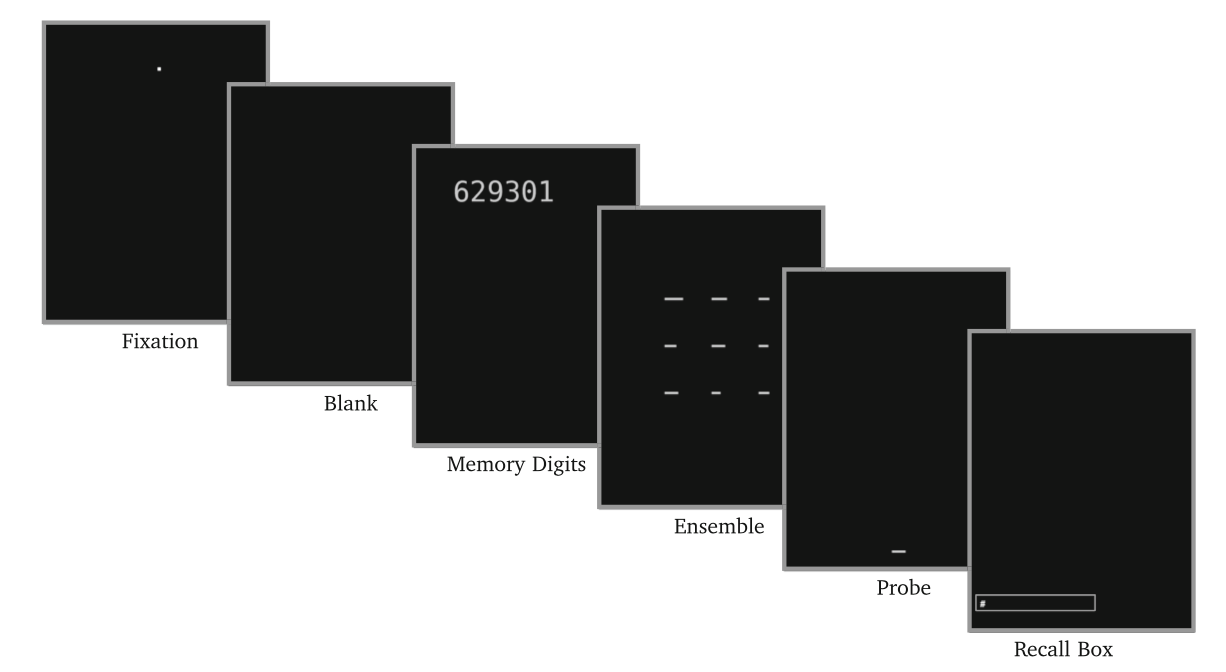 629301
Fixation
Blank
Memory Digits
Ensemble
Probe
#
Recall Box